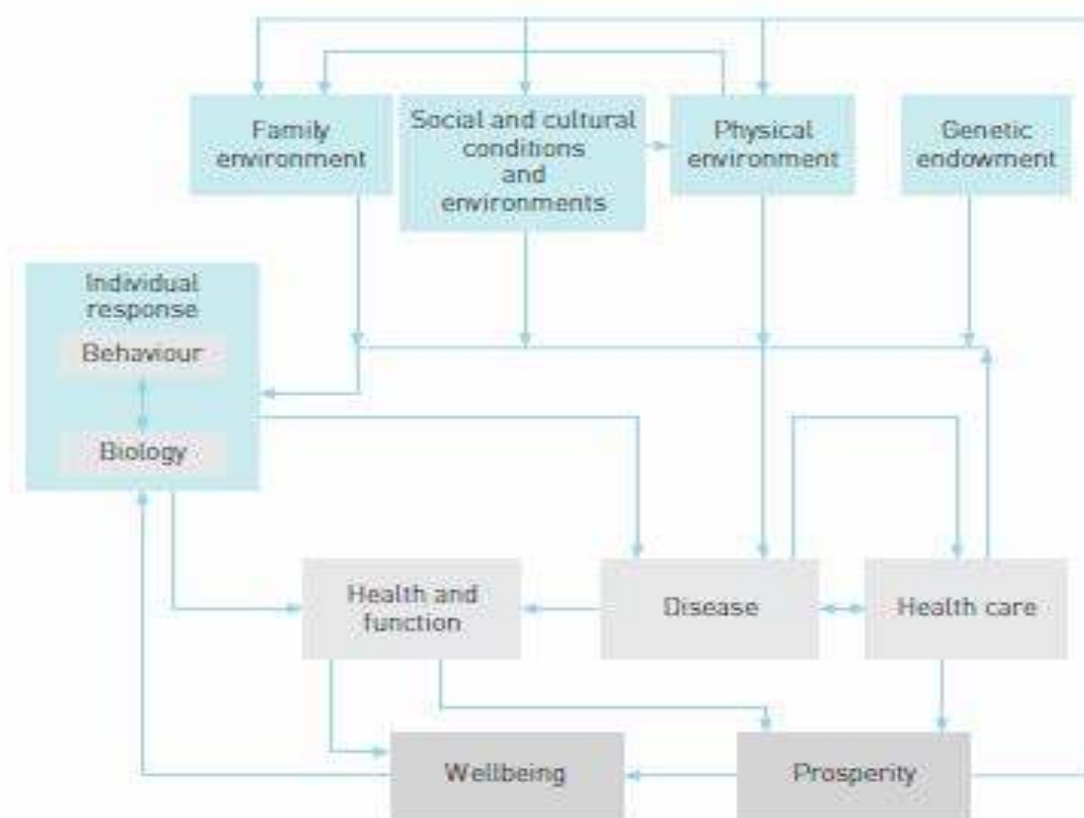 Family
environment
Social and cultural
conditions
and
environments
Physical
environment
Genetic
endowment
Individual
response
Behaviour
Biology
Health and
function
Disease
Health care
Wellbeing
Prosperity